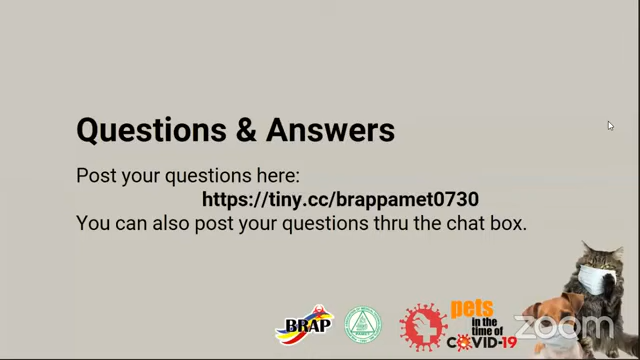 Questions & Answers
Post your questions here:
https://tiny.cc/brappamet0730
You can also post your questions thru the chat box.
BRAP
pets
in the
time of
COVID-19
zoom